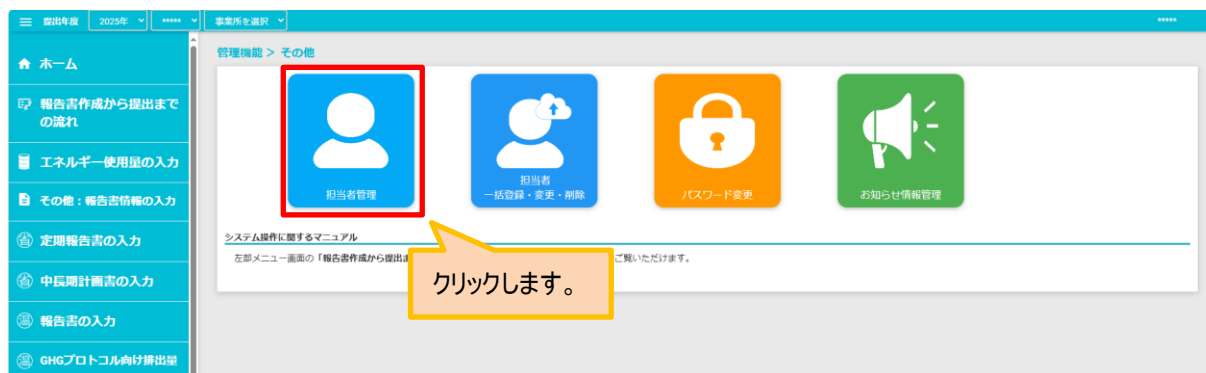 提出年度 2025年 ***** 事業所を選択 *****
管理機能 > その他
ホーム
報告書作成から提出まで
の流れ
エネルギー使用量の入力
その他：報告書情報の入力
定期報告書の入力
中長期計画書の入力
報告書の入力
GHGプロトコル向け排出量
担当者管理
担当者
一括登録・変更・削除
パスワード変更
お知らせ情報管理
システム操作に関するマニュアル
左部メニュー画面の「報告書作成から提出ま
ご覧いただけます。
クリックします。